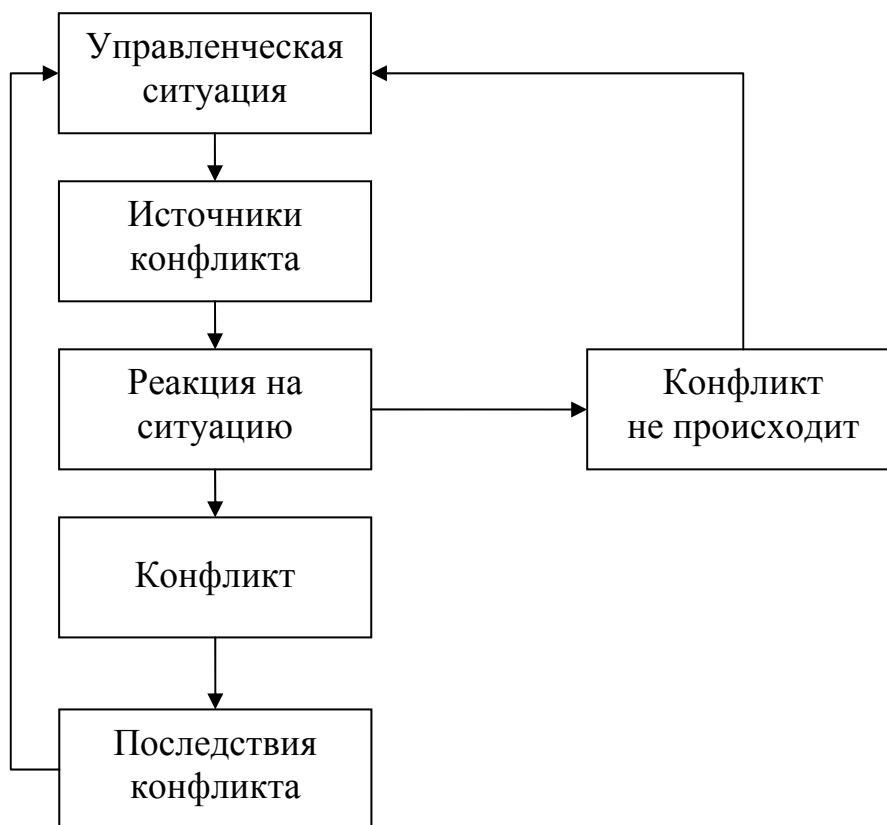 Управленческая
ситуация
Источники
конфликта
Реакция на
ситуацию
Конфликт
не происходит
Конфликт
Последствия
конфликта